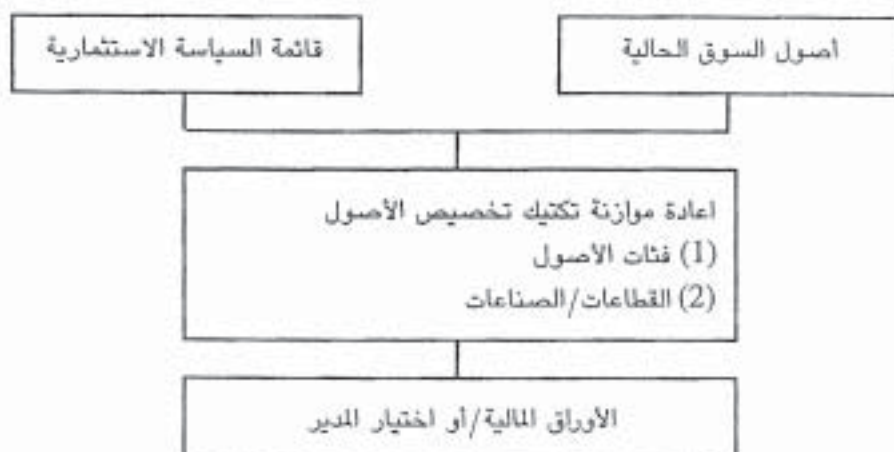 أصول السوق الحالية
قائمة السياسة الاستثمارية
اعادة موازنة تكتيك تخصيص الأصول
(1) فئات الأصول
(2) القطاعات/الصناعات
الأوراق المالية/أو اختيار المدير